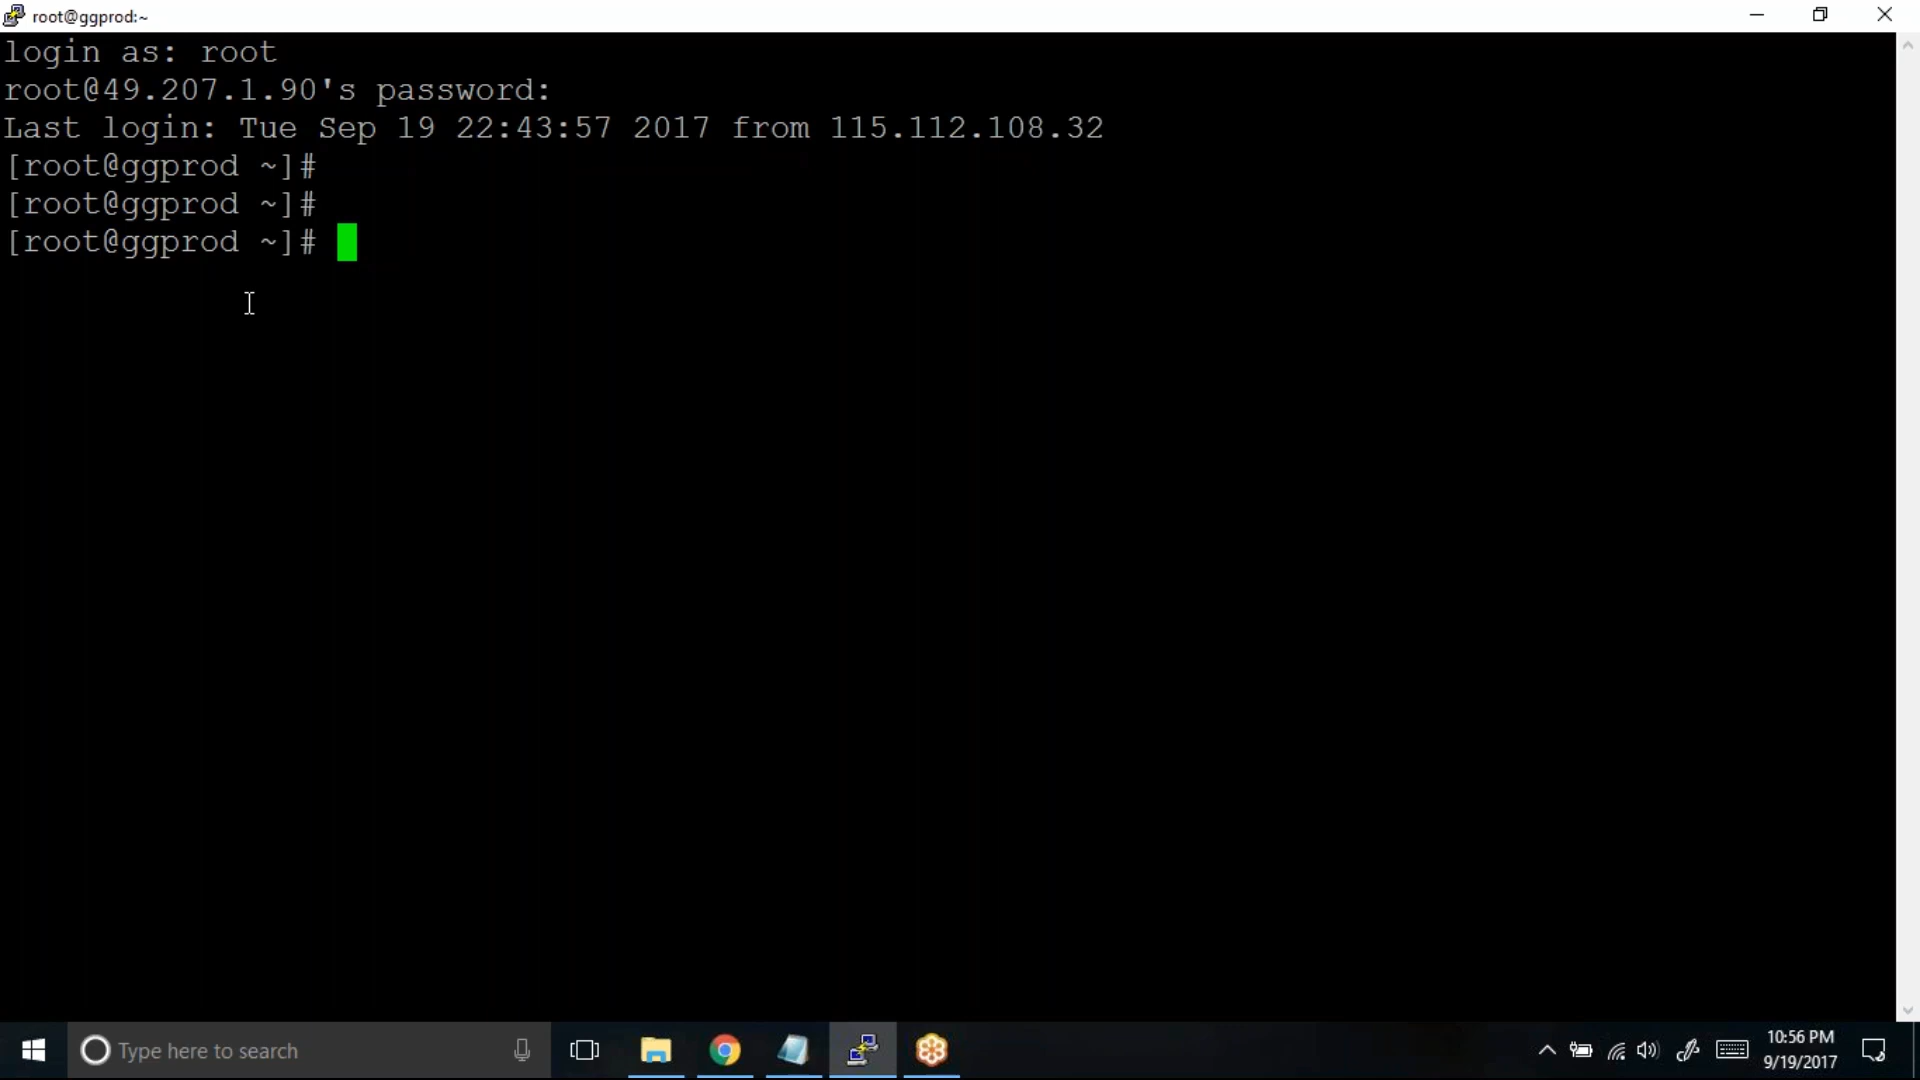 root@ggprod:~
login as: root
root@49.207.1.90's password:
Last login: Tue Sep 19 22:43:57 2017 from 115.112.108.32
[root@ggprod ~]#
[root@ggprod ~]#
[root@ggprod ~]#
Type here to search
10:56 PM
9/19/2017